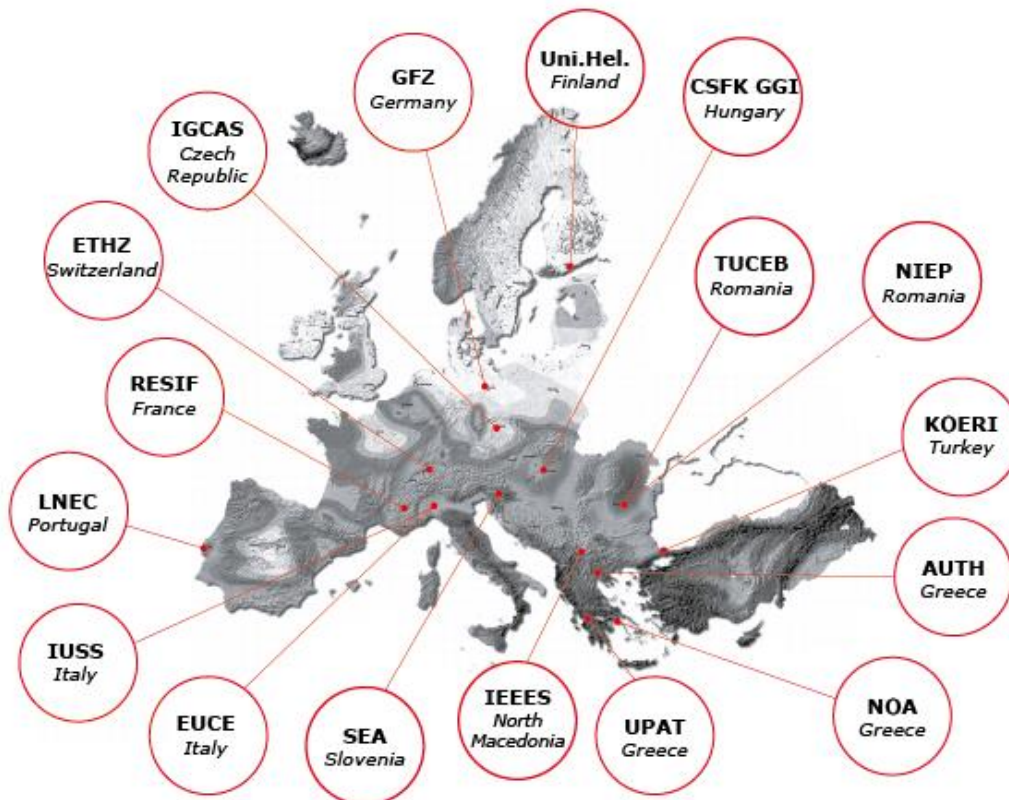 Uni.Hel.
Finland
GFZ
Germany
CSFK GGI
Hungary
IGCAS
Czech
Republic
ETHZ
Switzerland
TUCEB
Romania
NIEP
Romania
RESIF
France
KOERI
Turkey
LNEC
Portugal
AUTH
Greece
IUSS
Italy
EUCE
Italy
SEA
Slovenia
IEEES
North
Macedonia
UPAT
Greece
NOA
Greece